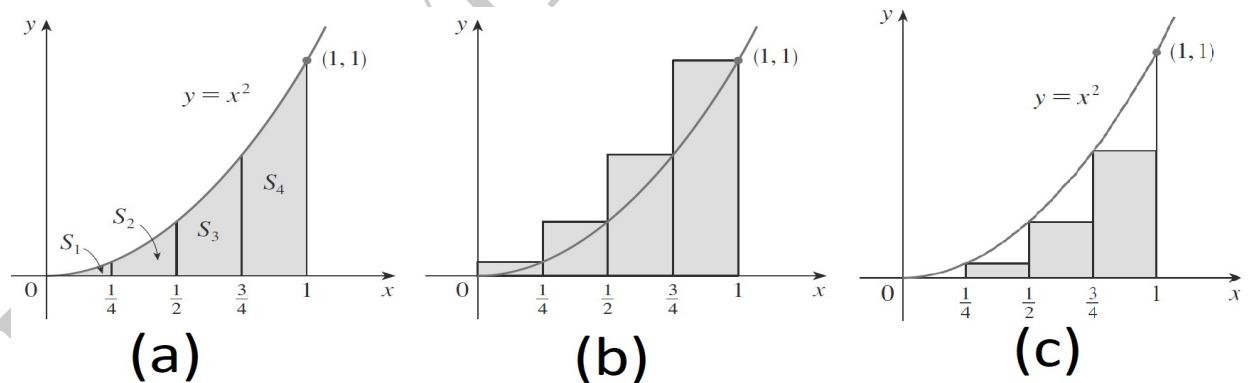 y
(1, 1)
y = x²
S₄
S₂
S₃
S₁
0
1/4
1/2
3/4
1
x
(a)
y
(1, 1)
0
1/4
1/2
3/4
1
x
(b)
y
(1, 1)
y = x²
0
1/4
1/2
3/4
1
x
(c)